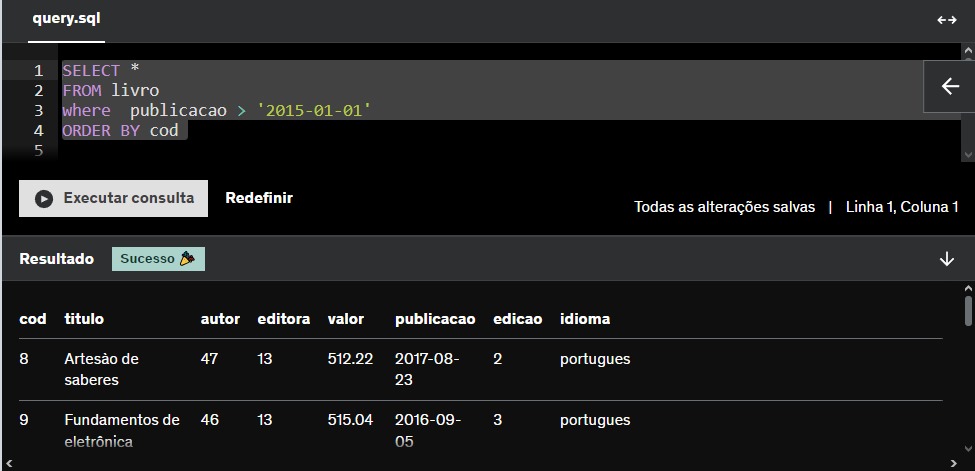 query.sql
1 SELECT *
2 FROM livro
3 where  publicacao > '2015-01-01'
4 ORDER BY cod
5
Executar consulta Redefinir
Todas as alterações salvas | Linha 1, Coluna 1
Resultado Sucesso
cod titulo autor editora valor publicacao edicao idioma
8 Artesão de 47 13 512.22 2017-08- 2 portugues
saberes 23
9 Fundamentos de 46 13 515.04 2016-09- 3 portugues
eletrônica 05